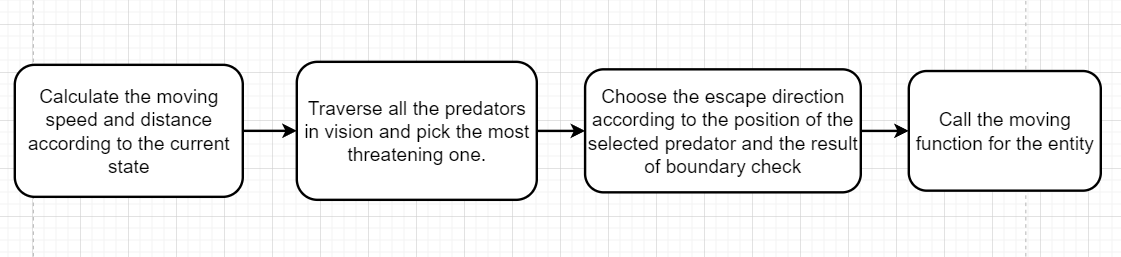 Calculate the moving
speed and distance
according to the current
state
Traverse all the predators
in vision and pick the most
threatening one.
Choose the escape direction
according to the position of the
selected predator and the result
of boundary check
Call the moving
function for the entity